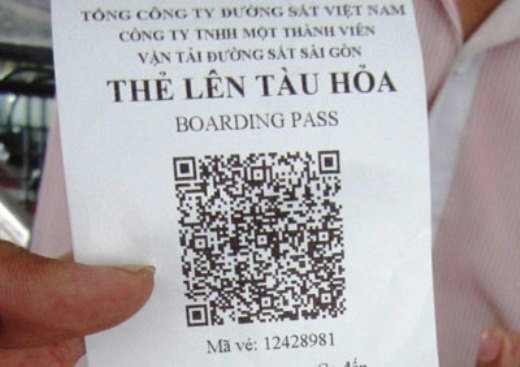 TỔNG CÔNG TY ĐƯỜNG SẮT VIỆT NAM
CÔNG TY TNHH MỘT THÀNH VIÊN
VẬN TẢI ĐƯỜNG SẮT SÀI GÒN
THẺ LÊN TÀU HỎA
BOARDING PASS
Mã vé: 12428981